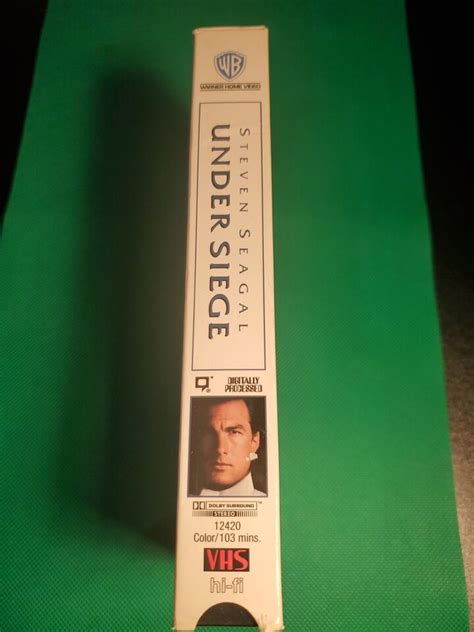 WB
WARNER HOME VIDEO
STEVEN SEAGAL
UNDER SIEGE
DIGITALLY
PROCESSED
DOLBY SURROUND™
STEREO
12420
Color/103 mins.
VHS
hi-fi